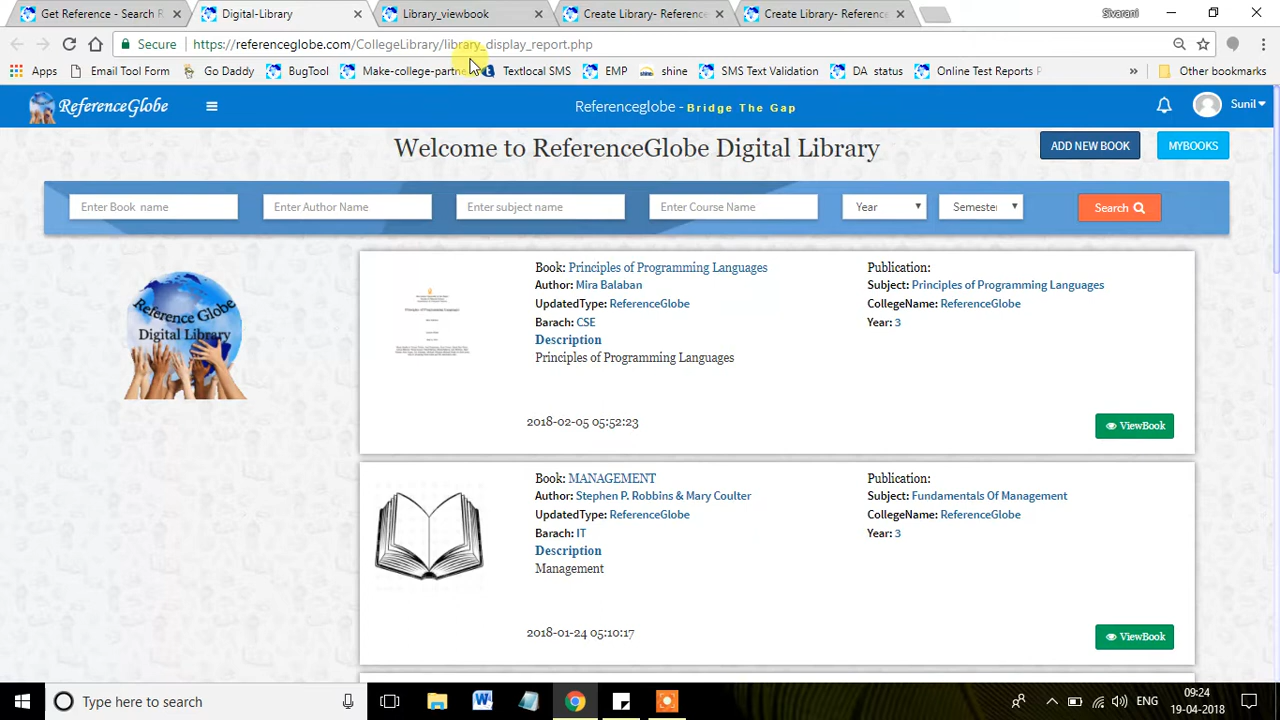 Get Reference - Search R
Digital-Library
Library_viewbook
Create Library- Reference
Create Library- Reference
Sivarani
Secure
https://referenceglobe.com/CollegeLibrary/library_display_report.php
Apps
Email Tool Form
Go Daddy
BugTool
Make-college-partne
Textlocal SMS
EMP
shine
SMS Text Validation
DA status
Online Test Reports
»
Other bookmarks
ReferenceGlobe
Referenceglobe - Bridge The Gap
Sunil
Welcome to ReferenceGlobe Digital Library
ADD NEW BOOK
MYBOOKS
Enter Book name
Enter Author Name
Enter subject name
Enter Course Name
Year
Semeste
Search
Reference Globe
Digital Library
Book: Principles of Programming Languages
Author: Mira Balaban
UpdatedType: ReferenceGlobe
Barach: CSE
Description
Principles of Programming Languages
2018-02-05 05:52:23
Publication:
Subject: Principles of Programming Languages
CollegeName: ReferenceGlobe
Year: 3
ViewBook
Book: MANAGEMENT
Author: Stephen P. Robbins & Mary Coulter
UpdatedType: ReferenceGlobe
Barach: IT
Description
Management
2018-01-24 05:10:17
Publication:
Subject: Fundamentals Of Management
CollegeName: ReferenceGlobe
Year: 3
ViewBook
Type here to search
ENG
09:24
19-04-2018